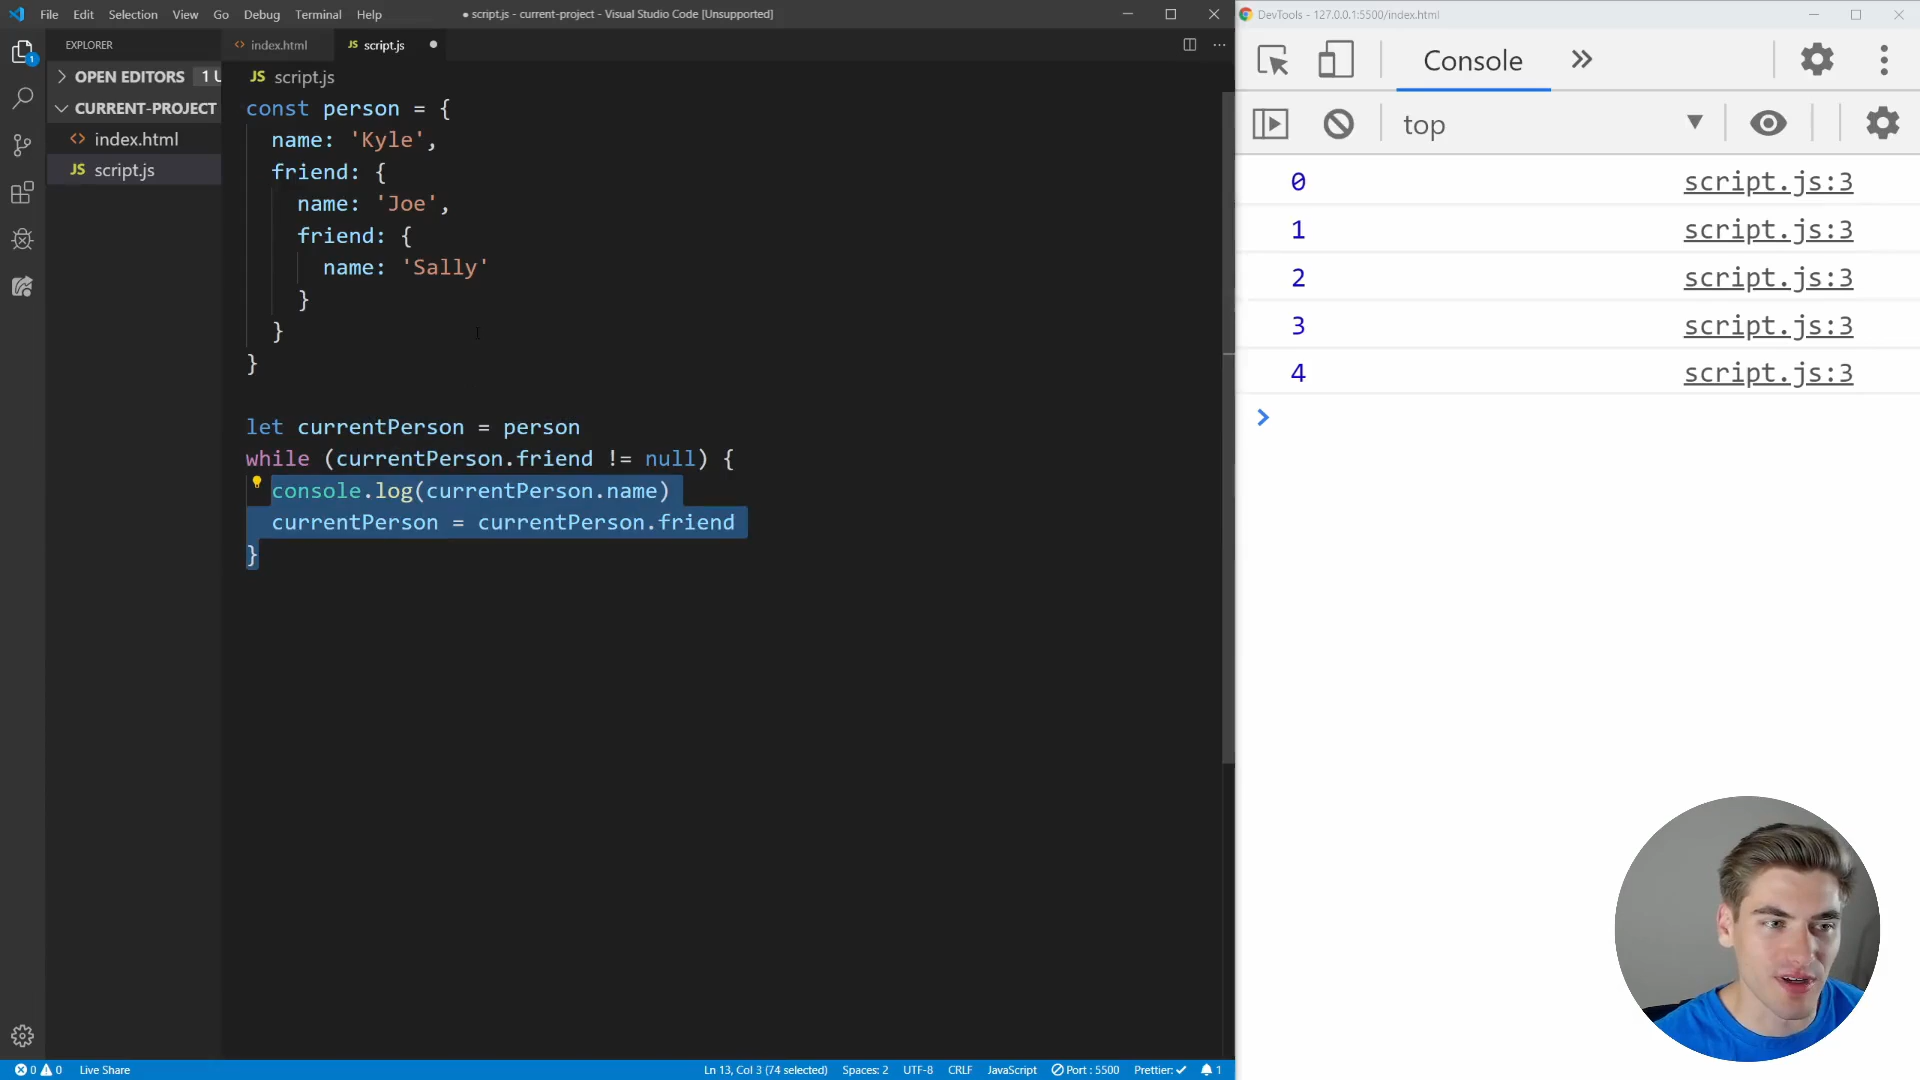 File Edit Selection View Go Debug Terminal Help
● script.js - current-project - Visual Studio Code [Unsupported]
EXPLORER
OPEN EDITORS 1 U
CURRENT-PROJECT
<> index.html
JS script.js
1
<> index.html JS script.js
JS script.js
const person = {
name: 'Kyle',
friend: {
name: 'Joe',
friend: {
name: 'Sally'
}
}
}
let currentPerson = person
while (currentPerson.friend != null) {
console.log(currentPerson.name)
currentPerson = currentPerson.friend
}
0 0 Live Share
Ln 13, Col 3 (74 selected) Spaces: 2 UTF-8 CRLF JavaScript Port : 5500 Prettier: ✓ 1
DevTools - 127.0.0.1:5500/index.html
Console
top
0 script.js:3
1 script.js:3
2 script.js:3
3 script.js:3
4 script.js:3